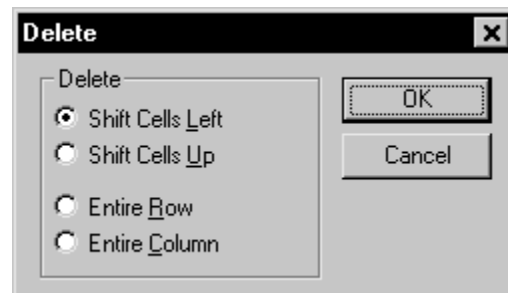 Delete
Delete
Shift Cells Left
Shift Cells Up
Entire Row
Entire Column
OK
Cancel